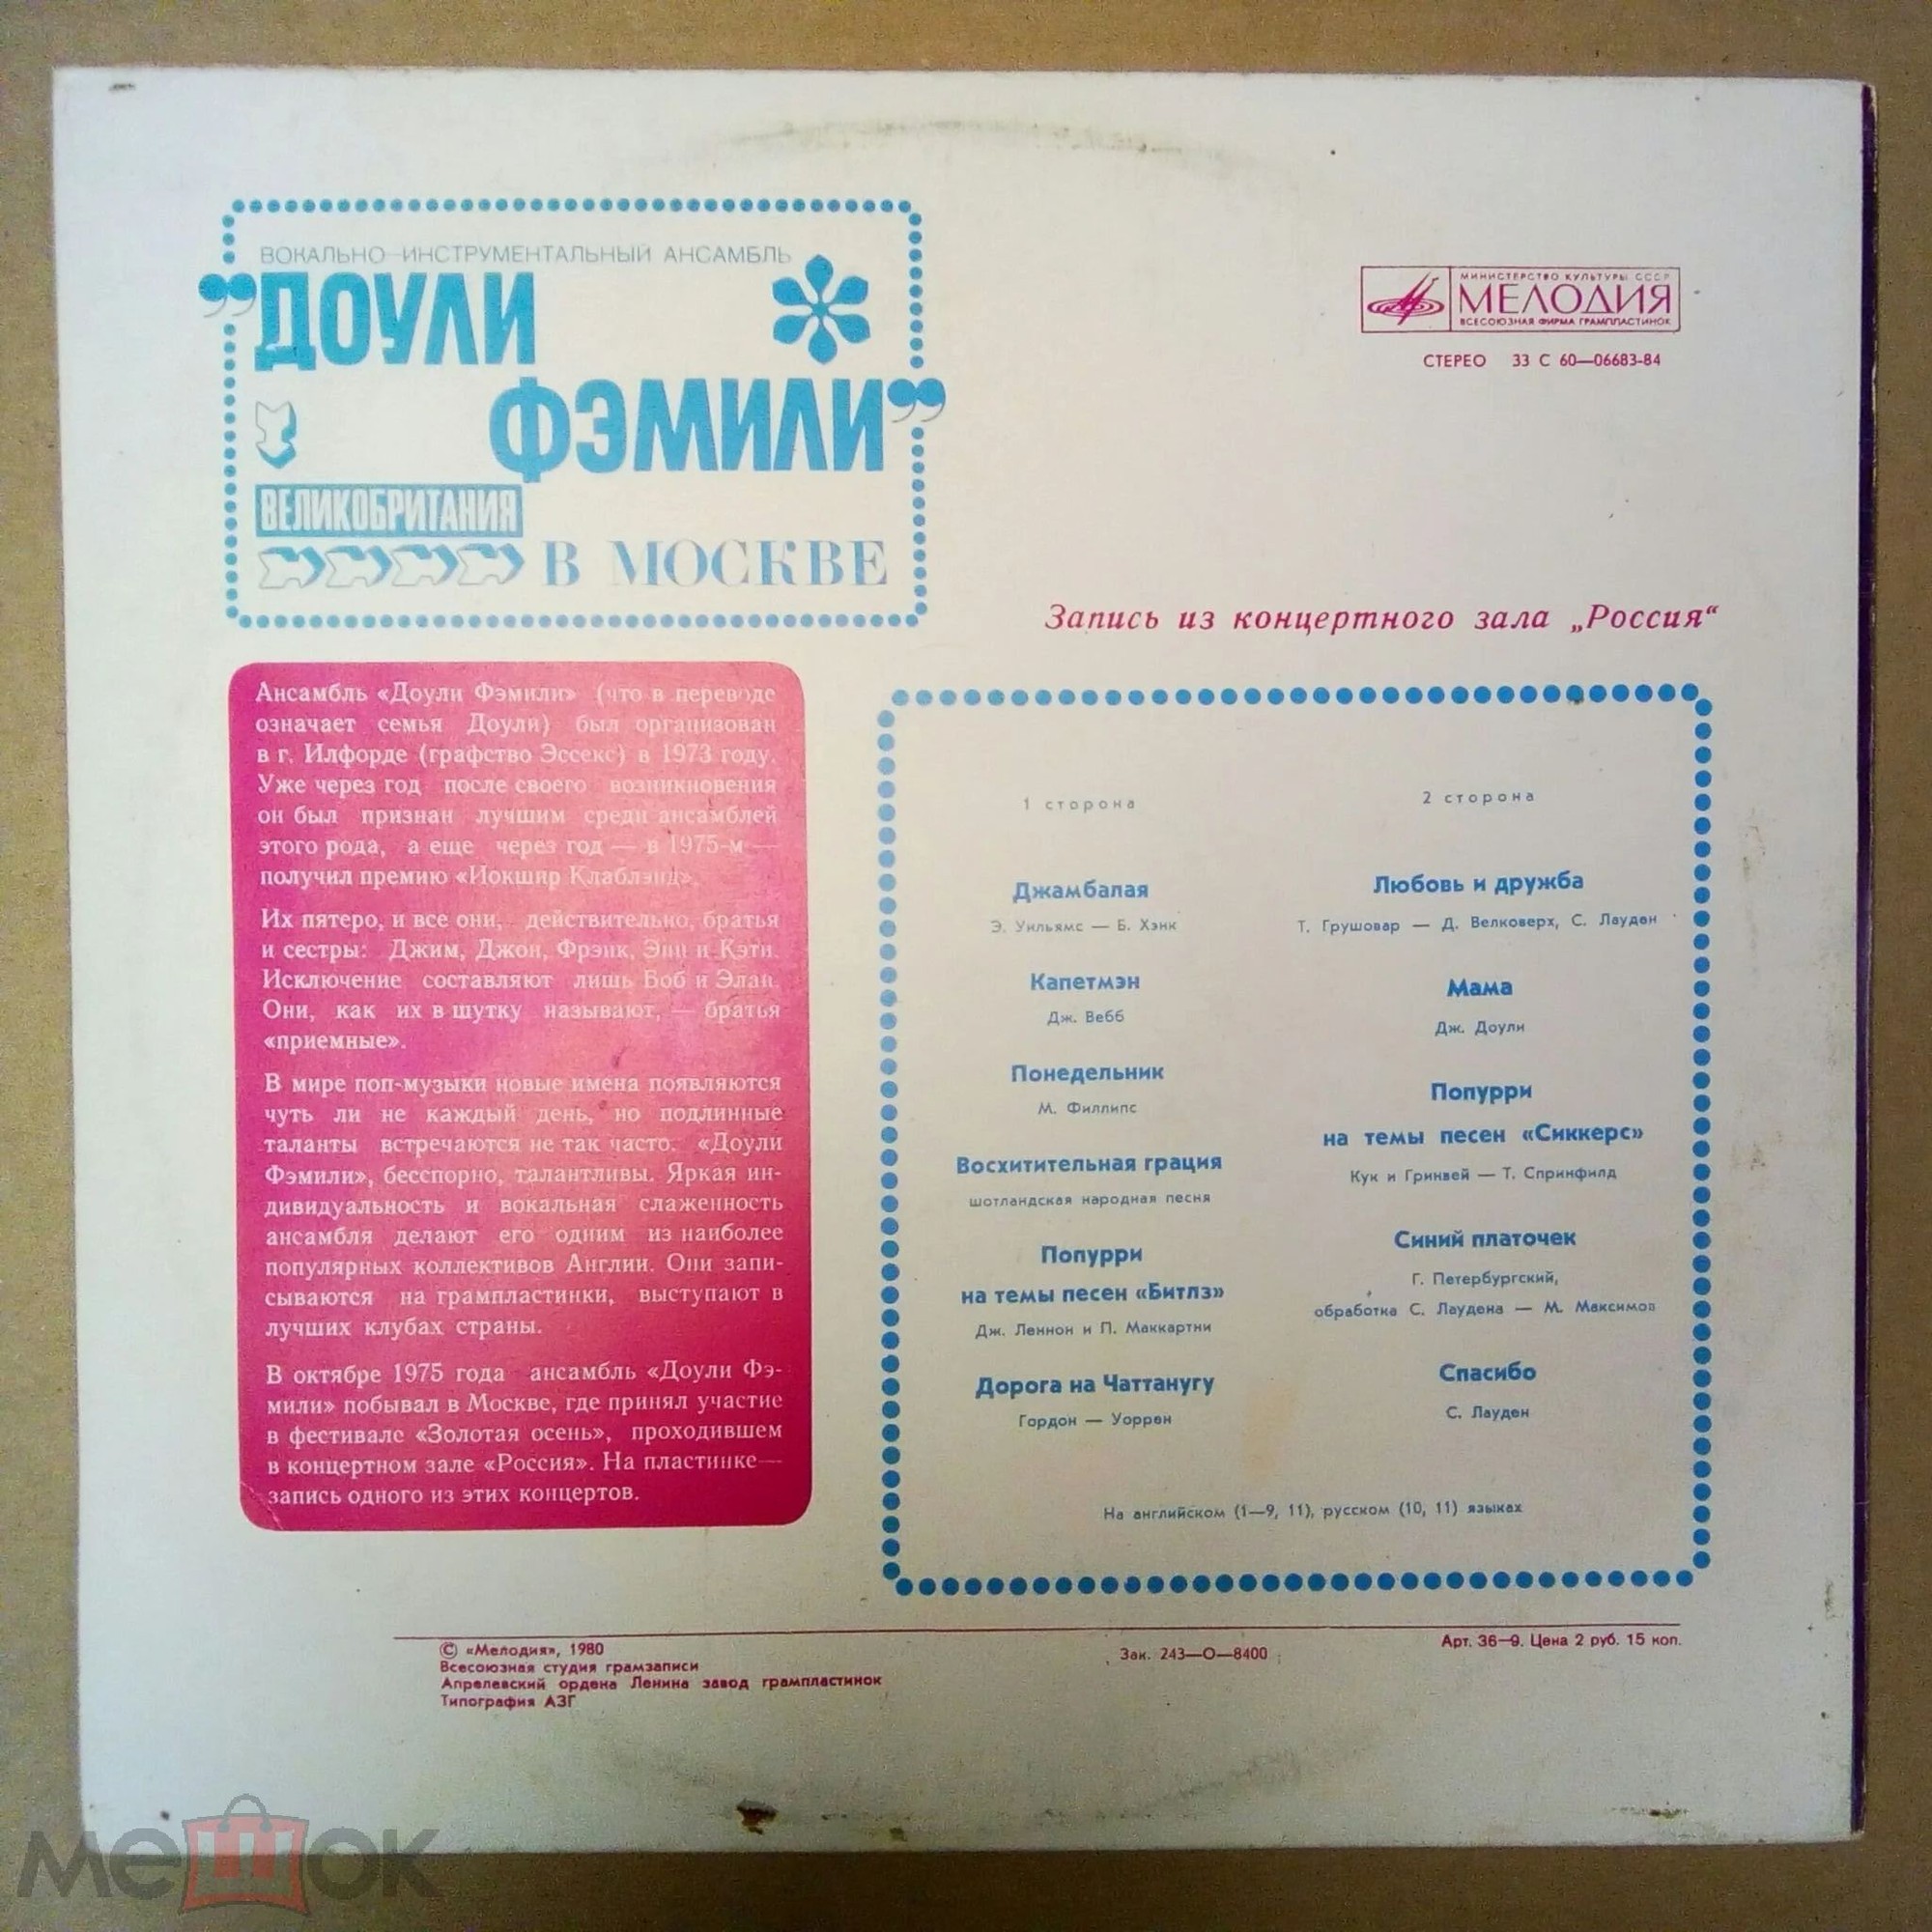 ВОКАЛЬНО-ИНСТРУМЕНТАЛЬНЫЙ АНСАМБЛЬ
"ДОУЛИ
ФЭМИЛИ"
ВЕЛИКОБРИТАНИЯ
В МОСКВЕ
МИНИСТЕРСТВО КУЛЬТУРЫ СССР
МЕЛОДИЯ
ВСЕСОЮЗНАЯ ФИРМА ГРАМПЛАСТИНОК
СТЕРЕО 33 С 60—06683-84
Запись из концертного зала „Россия“
Ансамбль «Доули Фэмили» (что в переводе
означает семья Доули) был организован
в г. Илфорде (графство Эссекс) в 1973 году.
Уже через год после своего возникновения
он был признан лучшим среди ансамблей
этого рода, а еще через год — в 1975-м —
получил премию «Йокшир Клаблэнд».
Их пятеро, и все они, действительно, братья
и сестры: Джим, Джон, Фрэнк, Энн и Кэти.
Исключение составляют лишь Боб и Элан.
Они, как их в шутку называют, — братья
«приемные».
В мире поп-музыки новые имена появляются
чуть ли не каждый день, но подлинные
таланты встречаются не так часто. «Доули
Фэмили», бесспорно, талантливы. Яркая ин-
дивидуальность и вокальная слаженность
ансамбля делают его одним из наиболее
популярных коллективов Англии. Они запи-
сываются на грампластинки, выступают в
лучших клубах страны.
В октябре 1975 года ансамбль «Доули Фэ-
мили» побывал в Москве, где принял участие
в фестивале «Золотая осень», проходившем
в концертном зале «Россия». На пластинке—
запись одного из этих концертов.
1 сторона
Джамбалая
Э. Уильямс — Б. Хэнк
Капетмэн
Дж. Вебб
Понедельник
М. Филлипс
Восхитительная грация
шотландская народная песня
Попурри
на темы песен «Битлз»
Дж. Леннон и П. Маккартни
Дорога на Чаттанугу
Гордон — Уоррен
2 сторона
Любовь и дружба
Т. Грушовар — Д. Велковерх, С. Лауден
Мама
Дж. Доули
Попурри
на темы песен «Сиккерс»
Кук и Гринвей — Т. Спринфилд
Синий платочек
Г. Петербургский,
обработка С. Лаудена — М. Максимов
Спасибо
С. Лауден
На английском (1—9, 11), русском (10, 11) языках
© «Мелодия», 1980
Всесоюзная студия грамзаписи
Апрелевский ордена Ленина завод грампластинок
Типография АЗГ
Зак. 243—О—8400
Арт. 36—9. Цена 2 руб. 15 коп.
мешок